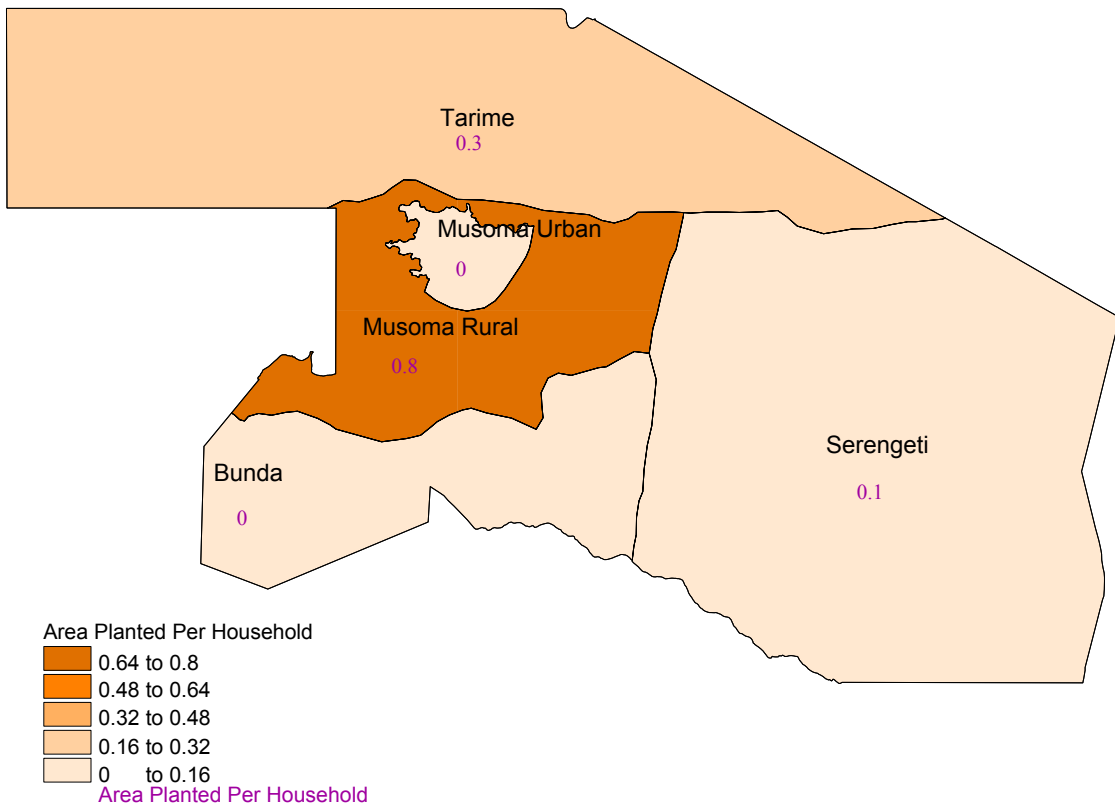 Tarime
0.3
Musoma Urban
0
Musoma Rural
0.8
Serengeti
0.1
Bunda
0
Area Planted Per Household
0.64 to 0.8
0.48 to 0.64
0.32 to 0.48
0.16 to 0.32
0 to 0.16
Area Planted Per Household